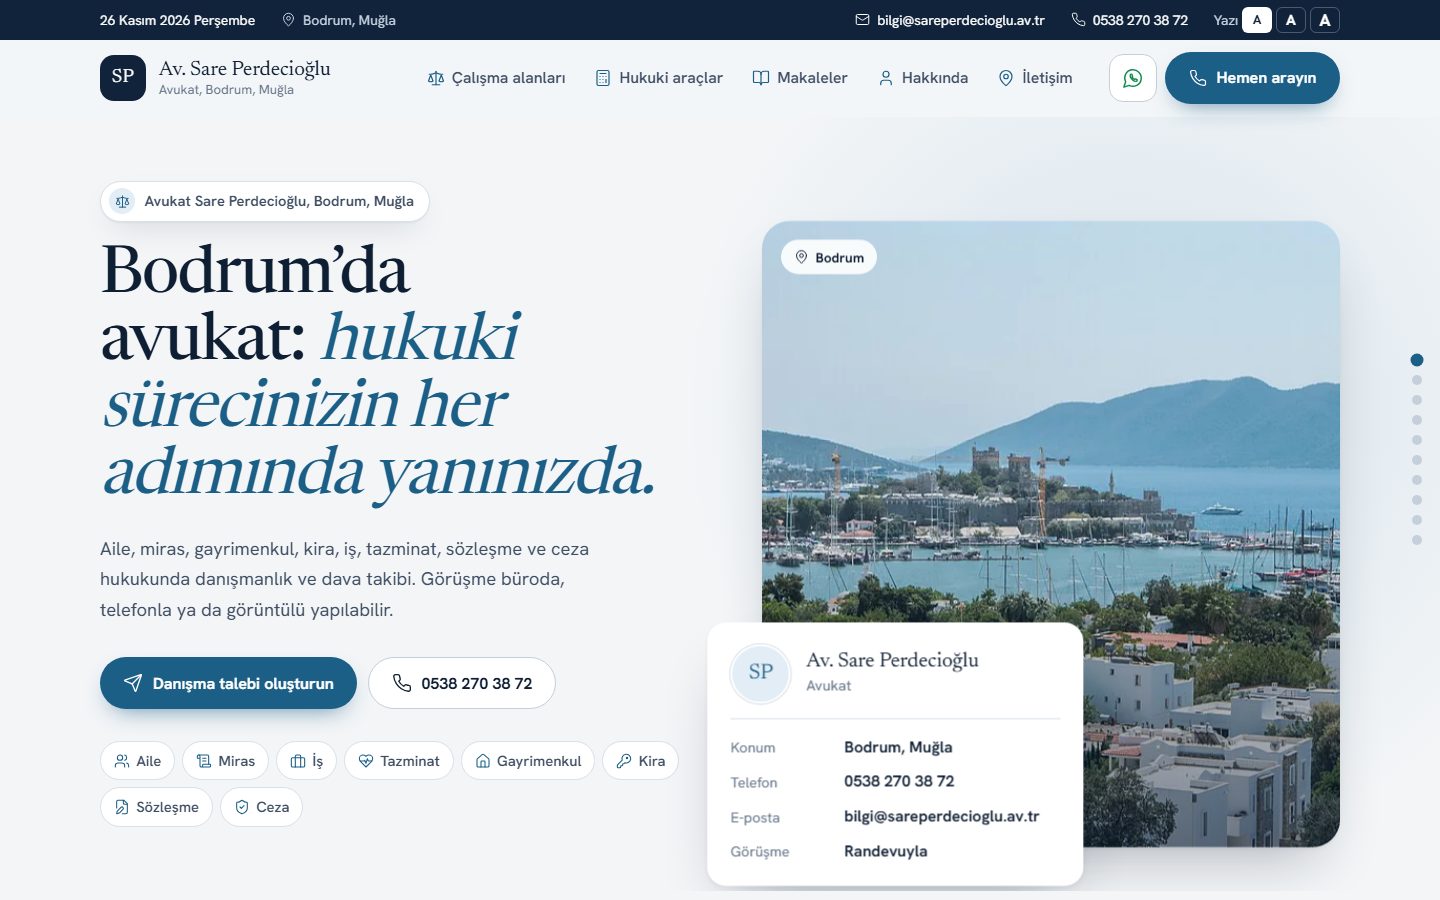 26 Kasım 2026 Perşembe
Bodrum, Muğla
bilgi@sareperdecioglu.av.tr
0538 270 38 72
Yazı A A A
SP
Av. Sare Perdecioğlu
Avukat, Bodrum, Muğla
Çalışma alanları
Hukuki araçlar
Makaleler
Hakkında
İletişim
Hemen arayın
Avukat Sare Perdecioğlu, Bodrum, Muğla
Bodrum’da
avukat: hukuki
sürecinizin her
adımında yanınızda.
Aile, miras, gayrimenkul, kira, iş, tazminat, sözleşme ve ceza
hukukunda danışmanlık ve dava takibi. Görüşme büroda,
telefonla ya da görüntülü yapılabilir.
Danışma talebi oluşturun
0538 270 38 72
Aile
Miras
İş
Tazminat
Gayrimenkul
Kira
Sözleşme
Ceza
Bodrum
SP
Av. Sare Perdecioğlu
Avukat
Konum Bodrum, Muğla
Telefon 0538 270 38 72
E-posta bilgi@sareperdecioglu.av.tr
Görüşme Randevuyla